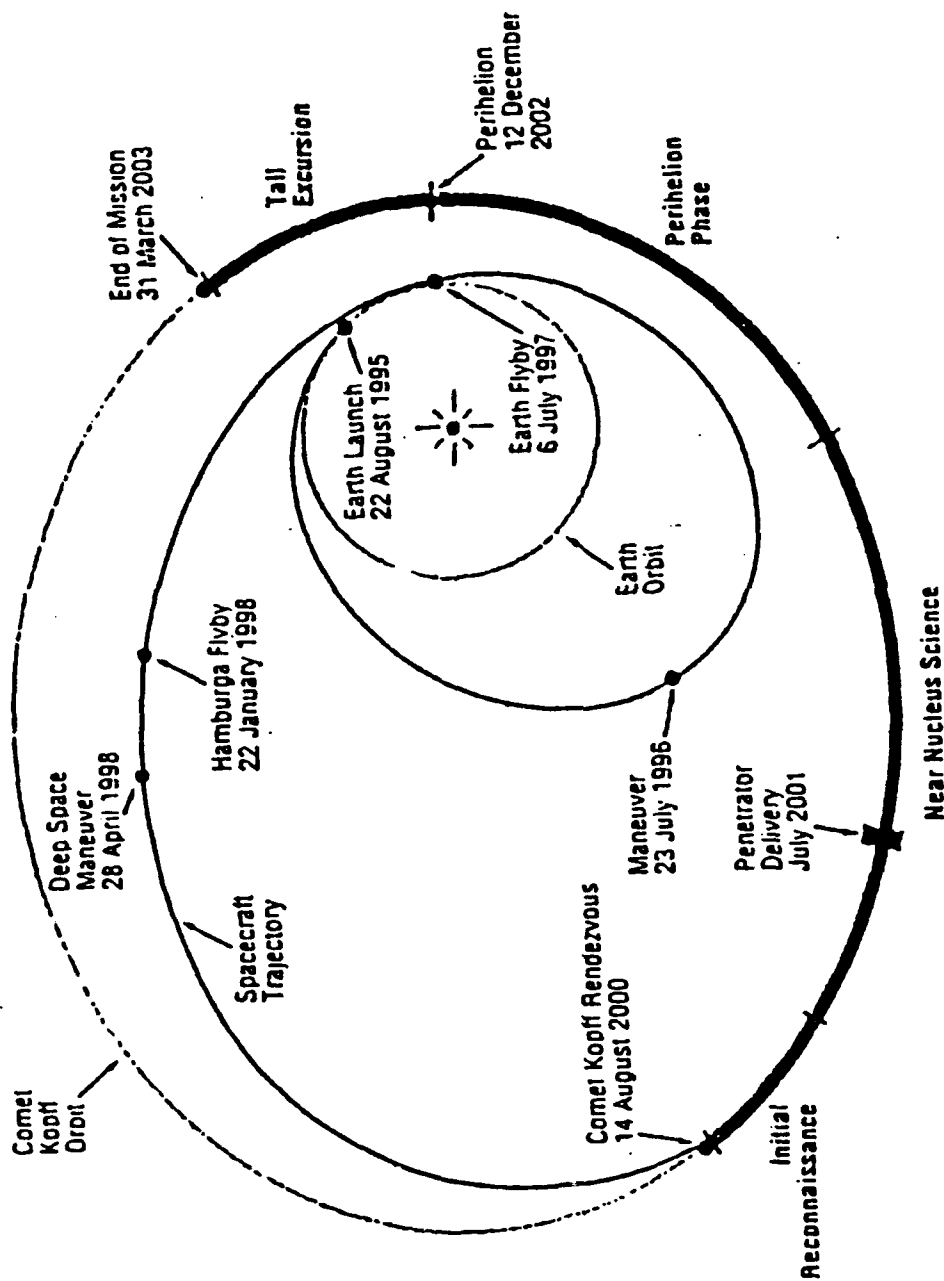 Comet
Kopff
Orbit
Deep Space
Maneuver
28 April 1998
End of Mission
31 March 2003
Hamburga Flyby
22 January 1998
Spacecraft
Trajectory
Tail
Excursion
Earth Launch
22 August 1995
Perihelion
12 December
2002
Earth Flyby
6 July 1997
Comet Kopff Rendezvous
14 August 2000
Earth
Orbit
Maneuver
23 July 1996
Perihelion
Phase
Penetrator
Delivery
July 2001
Initial
Reconnaissance
Near Nucleus Science